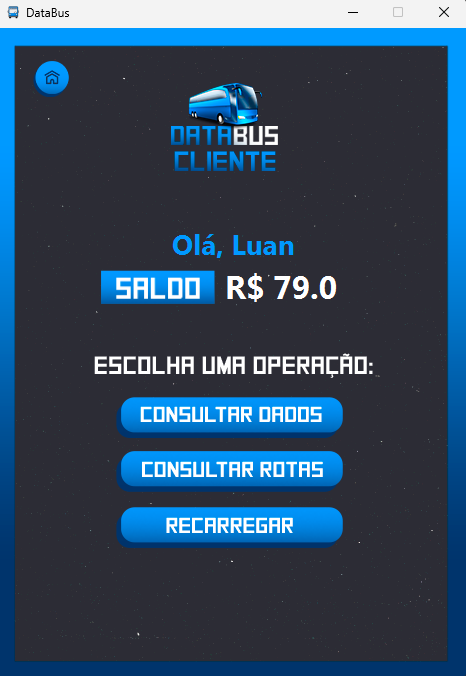 DataBus
DATABUS
CLIENTE
Olá, Luan
SALDO R$ 79.0
ESCOLHA UMA OPERAÇÃO:
CONSULTAR DADOS
CONSULTAR ROTAS
RECARREGAR